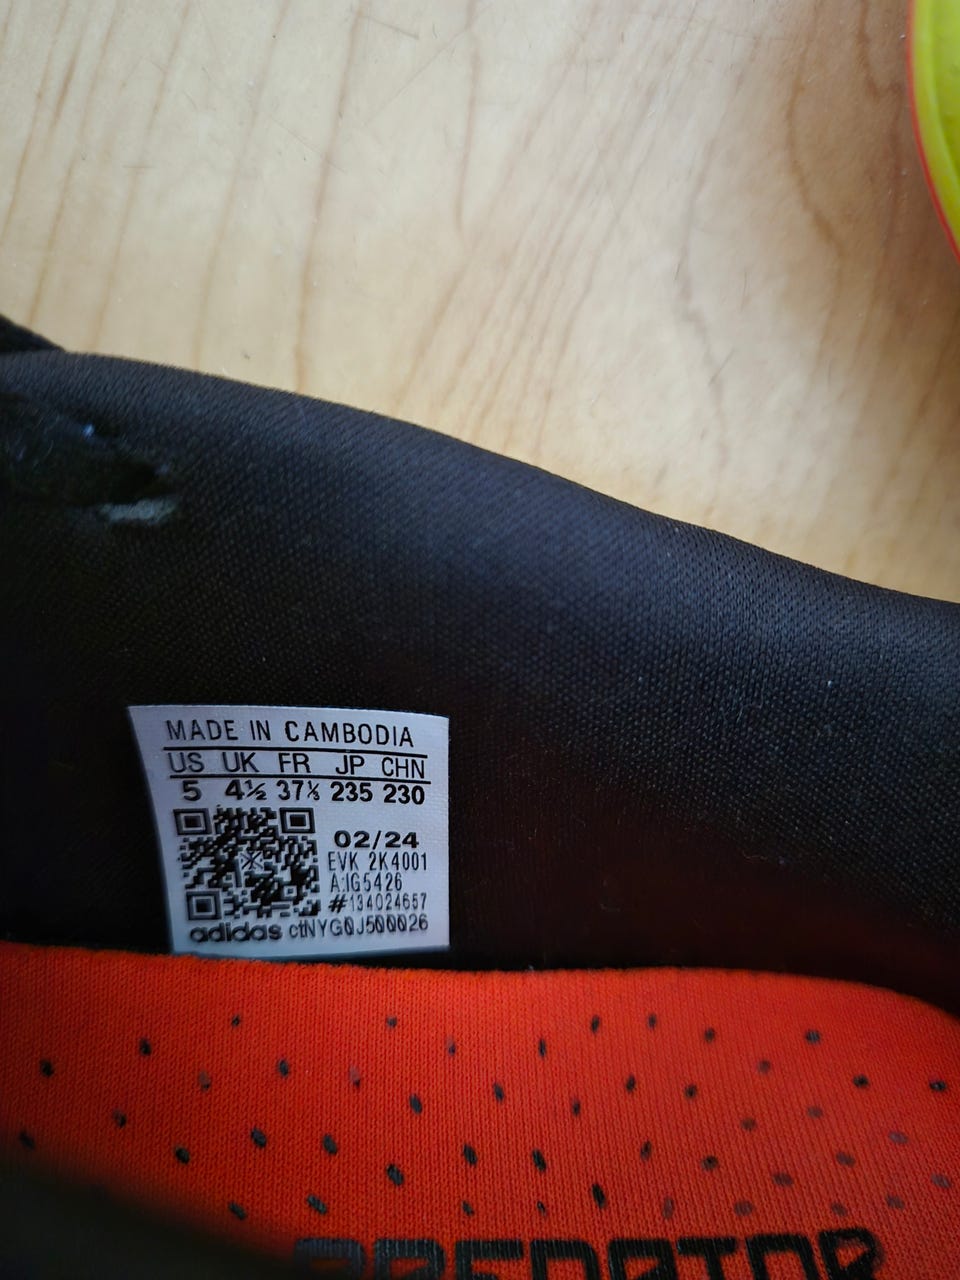 MADE IN CAMBODIA
US UK FR JP CHN
5 4½ 37⅓ 235 230
02/24
EVK 2K4001
A:IG5426
#134024657
adidas ctNYG0J500026
PREDATOR